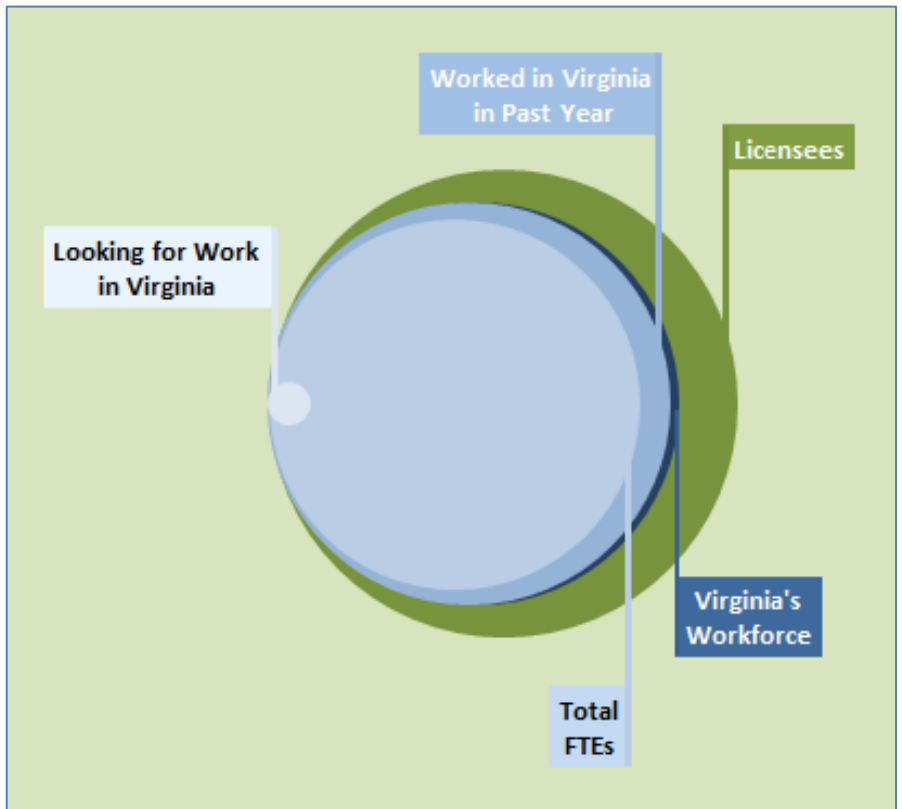 Worked in Virginia
in Past Year
Licensees
Looking for Work
in Virginia
Virginia's
Workforce
Total
FTEs